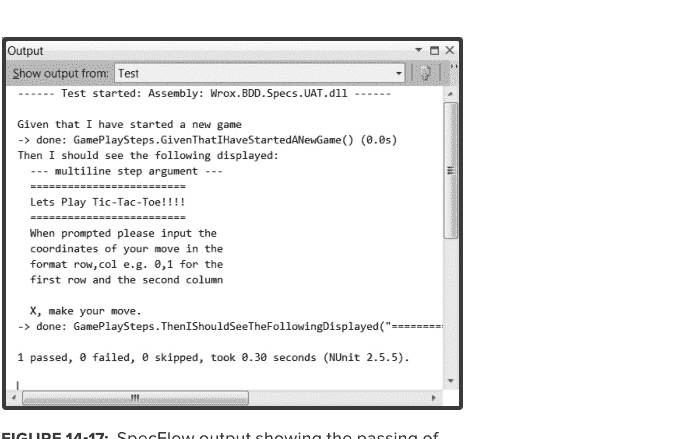 Output
Show output from: Test
------ Test started: Assembly: Wrox.BDD.Specs.UAT.dll ------
Given that I have started a new game
-> done: GamePlaySteps.GivenThatIHaveStartedANewGame() (0.0s)
Then I should see the following displayed:
--- multiline step argument ---
=========================
Lets Play Tic-Tac-Toe!!!!
=========================
When prompted please input the
coordinates of your move in the
format row,col e.g. 0,1 for the
first row and the second column
X, make your move.
-> done: GamePlaySteps.ThenIShouldSeeTheFollowingDisplayed("========
1 passed, 0 failed, 0 skipped, took 0.30 seconds (NUnit 2.5.5).
FIGURE 14-17: SpecFlow output showing the passing of